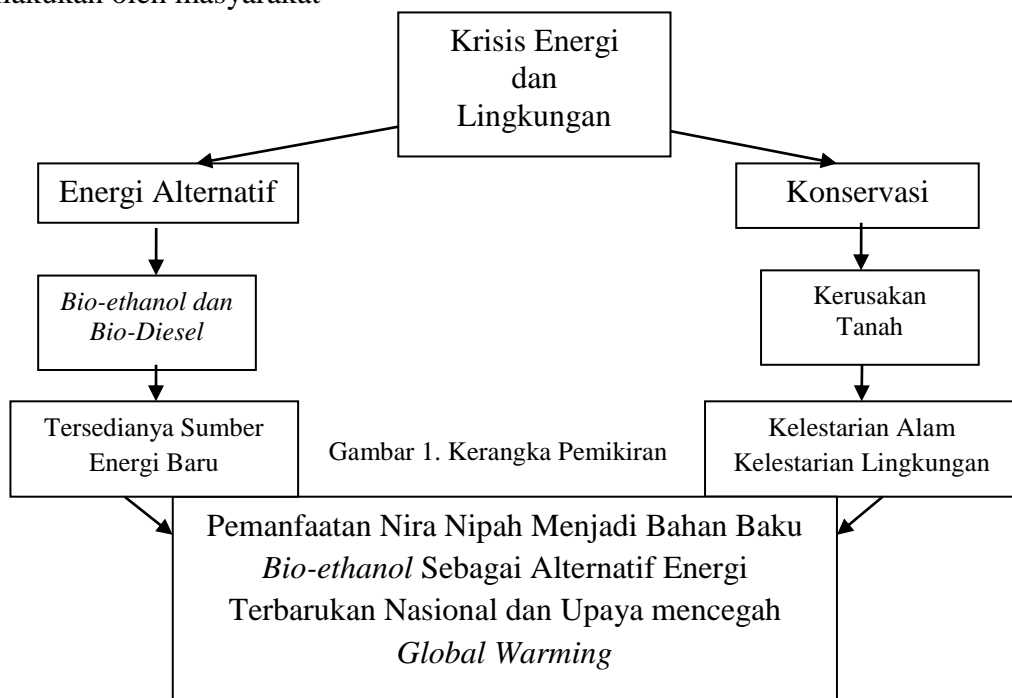 oleh masyarakat
Krisis Energi
dan
Lingkungan
Energi Alternatif
Konservasi
Bio-ethanol dan
Bio-Diesel
Kerusakan
Tanah
Tersedianya Sumber
Energi Baru
Gambar 1. Kerangka Pemikiran
Kelestarian Alam
Kelestarian Lingkungan
Pemanfaatan Nira Nipah Menjadi Bahan Baku
Bio-ethanol Sebagai Alternatif Energi
Terbarukan Nasional dan Upaya mencegah
Global Warming